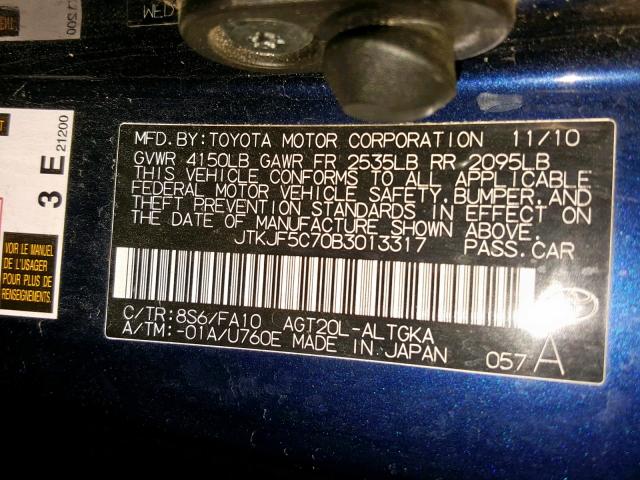 MFD. BY: TOYOTA MOTOR CORPORATION 11/10
GVWR 4150LB GAWR FR 2535LB RR 2095LB
THIS VEHICLE CONFORMS TO ALL APPLICABLE
FEDERAL MOTOR VEHICLE SAFETY, BUMPER, AND
THEFT PREVENTION STANDARDS IN EFFECT ON
THE DATE OF MANUFACTURE SHOWN ABOVE.
JTKJF5C70B3013317 PASS. CAR
C/TR: 8S6/FA10 AGT20L-ALTGKA
A/TM: -01A/U760E MADE IN JAPAN 057 A
3 E
21200
VOIR LE MANUEL
DE L'USAGER
POUR PLUS DE
RENSEIGNEMENTS